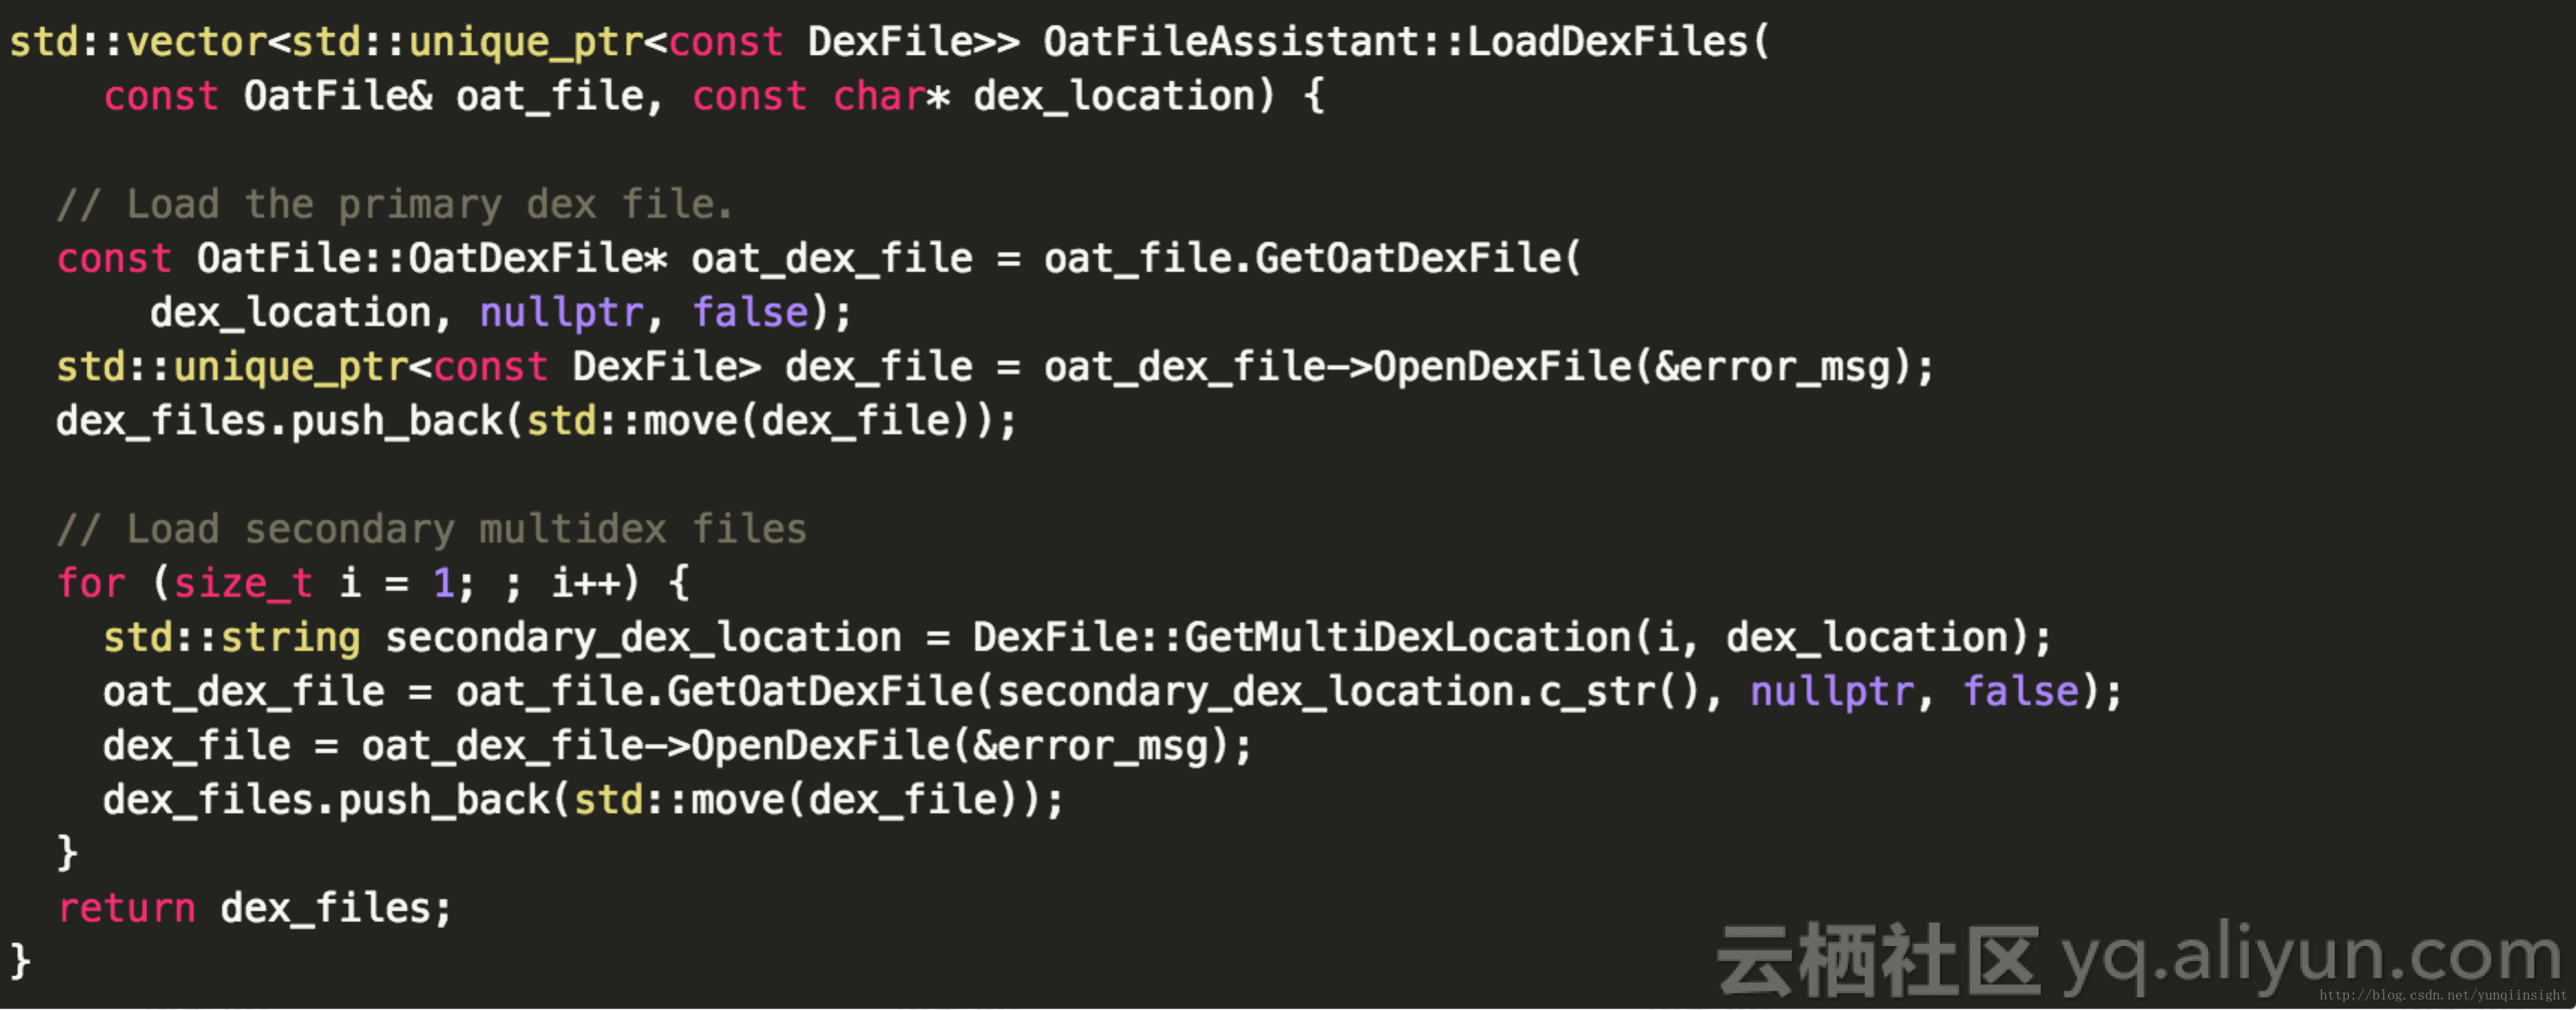 std::vector<std::unique_ptr<const DexFile>> OatFileAssistant::LoadDexFiles(
    const OatFile& oat_file, const char* dex_location) {
  // Load the primary dex file.
  const OatFile::OatDexFile* oat_dex_file = oat_file.GetOatDexFile(
      dex_location, nullptr, false);
  std::unique_ptr<const DexFile> dex_file = oat_dex_file->OpenDexFile(&error_msg);
  dex_files.push_back(std::move(dex_file));
  // Load secondary multidex files
  for (size_t i = 1; ; i++) {
    std::string secondary_dex_location = DexFile::GetMultiDexLocation(i, dex_location);
    oat_dex_file = oat_file.GetOatDexFile(secondary_dex_location.c_str(), nullptr, false);
    dex_file = oat_dex_file->OpenDexFile(&error_msg);
    dex_files.push_back(std::move(dex_file));
  }
  return dex_files;
}
云栖社区 yq.aliyun.com
http://blog.csdn.net/yunqiinsight